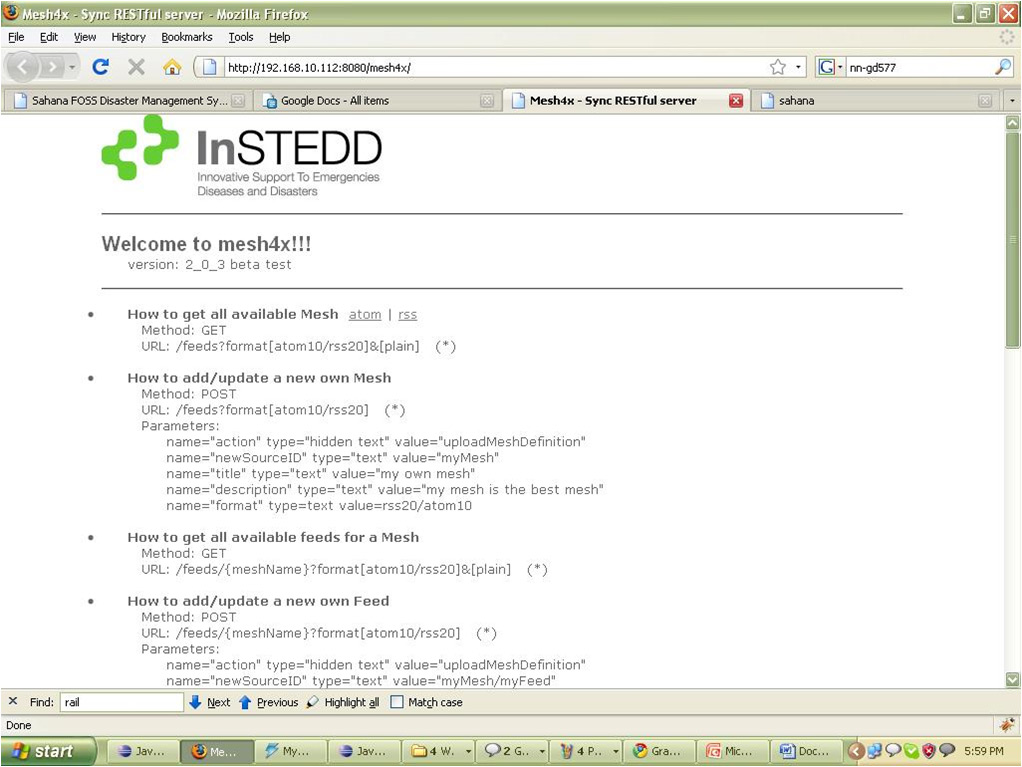 Mesh4x - Sync RESTful server - Mozilla Firefox
File Edit View History Bookmarks Tools Help
http://192.168.10.112:8080/mesh4x/
G nn-gd577
Sahana FOSS Disaster Management Sy... Google Docs - All items Mesh4x - Sync RESTful server sahana
InSTEDD
Innovative Support To Emergencies
Diseases and Disasters
Welcome to mesh4x!!!
version: 2_0_3 beta test
• How to get all available Mesh atom | rss
Method: GET
URL: /feeds?format[atom10/rss20]&[plain] (*)
• How to add/update a new own Mesh
Method: POST
URL: /feeds?format[atom10/rss20] (*)
Parameters:
name="action" type="hidden text" value="uploadMeshDefinition"
name="newSourceID" type="text" value="myMesh"
name="title" type="text" value="my own mesh"
name="description" type="text" value="my mesh is the best mesh"
name="format" type=text value=rss20/atom10
• How to get all available feeds for a Mesh
Method: GET
URL: /feeds/{meshName}?format[atom10/rss20]&[plain] (*)
• How to add/update a new own Feed
Method: POST
URL: /feeds/{meshName}?format[atom10/rss20] (*)
Parameters:
name="action" type="hidden text" value="uploadMeshDefinition"
name="newSourceID" type="text" value="myMesh/myFeed"
Find: rail Next Previous Highlight all Match case
Done
start Jav... Me... My... Jav... 4 W. 2 G.. 4 P.. Gra... Mic... Doc... 5:59 PM